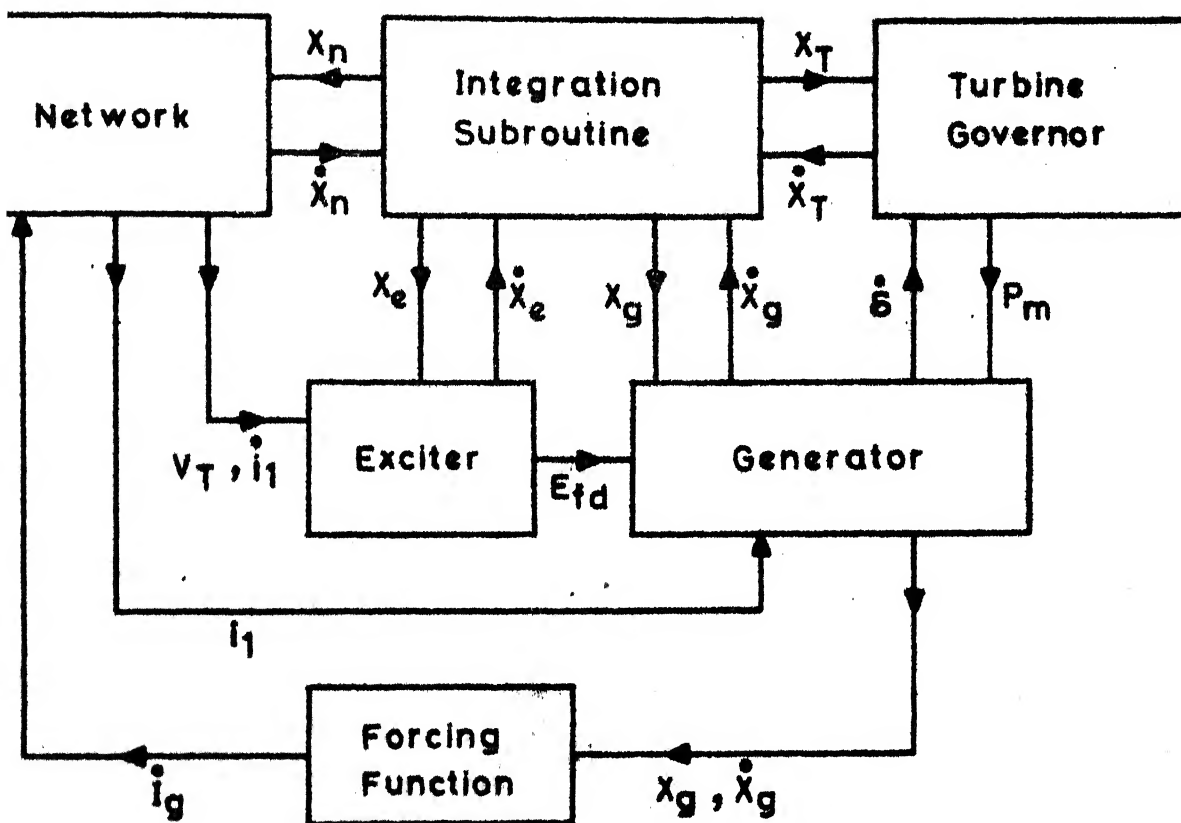 Network
Xn
Ẋn
Integration
Subroutine
XT
ẊT
Turbine
Governor
Xe
Ẋe
Xg
Ẋg
δ̇
Pm
VT , i̇1
Exciter
Efd
Generator
i1
Forcing
Function
i̇g
Xg , Ẋg